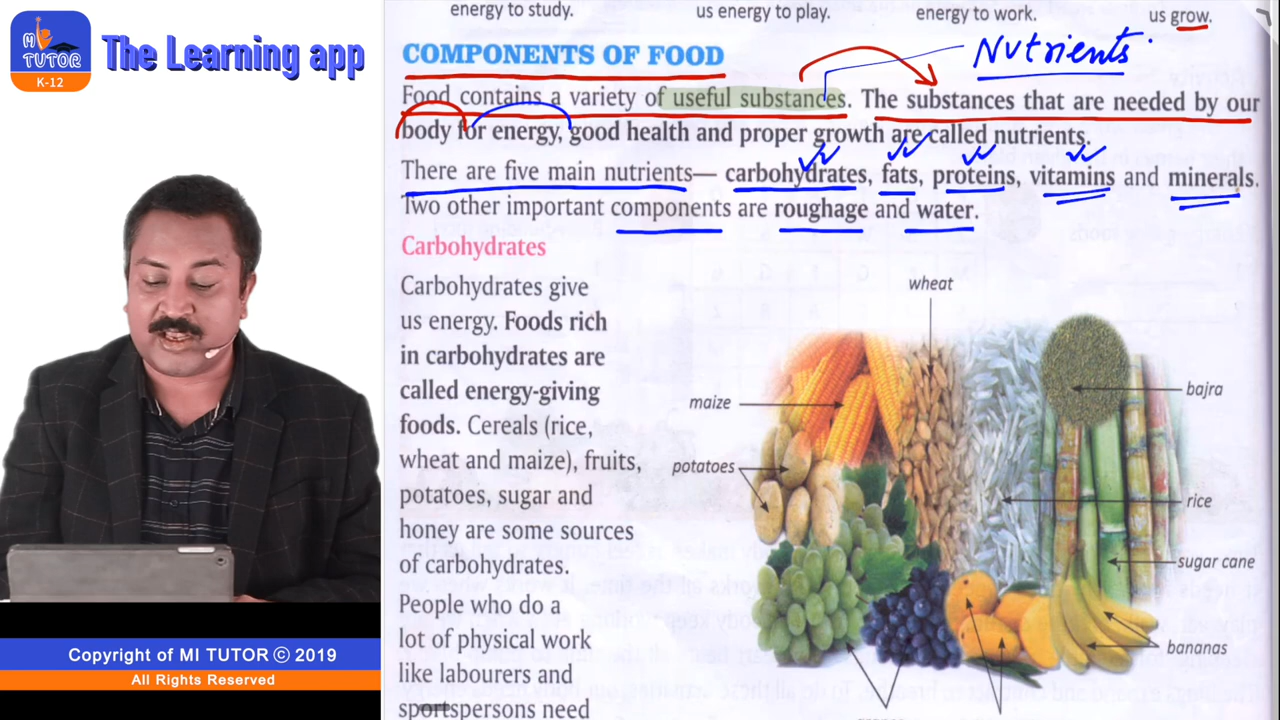 energy to study.
us energy to play.
energy to work.
us grow.
MI
TUTOR
K-12
The Learning app
COMPONENTS OF FOOD
Nutrients
Food contains a variety of useful substances. The substances that are needed by our
body for energy, good health and proper growth are called nutrients.
There are five main nutrients— carbohydrates, fats, proteins, vitamins and minerals.
Two other important components are roughage and water.
Carbohydrates
Carbohydrates give
us energy. Foods rich
in carbohydrates are
called energy-giving
foods. Cereals (rice,
wheat and maize), fruits,
potatoes, sugar and
honey are some sources
of carbohydrates.
People who do a
lot of physical work
like labourers and
sportspersons need
wheat
maize
bajra
potatoes
rice
sugar cane
bananas
Copyright of MI TUTOR © 2019
All Rights Reserved